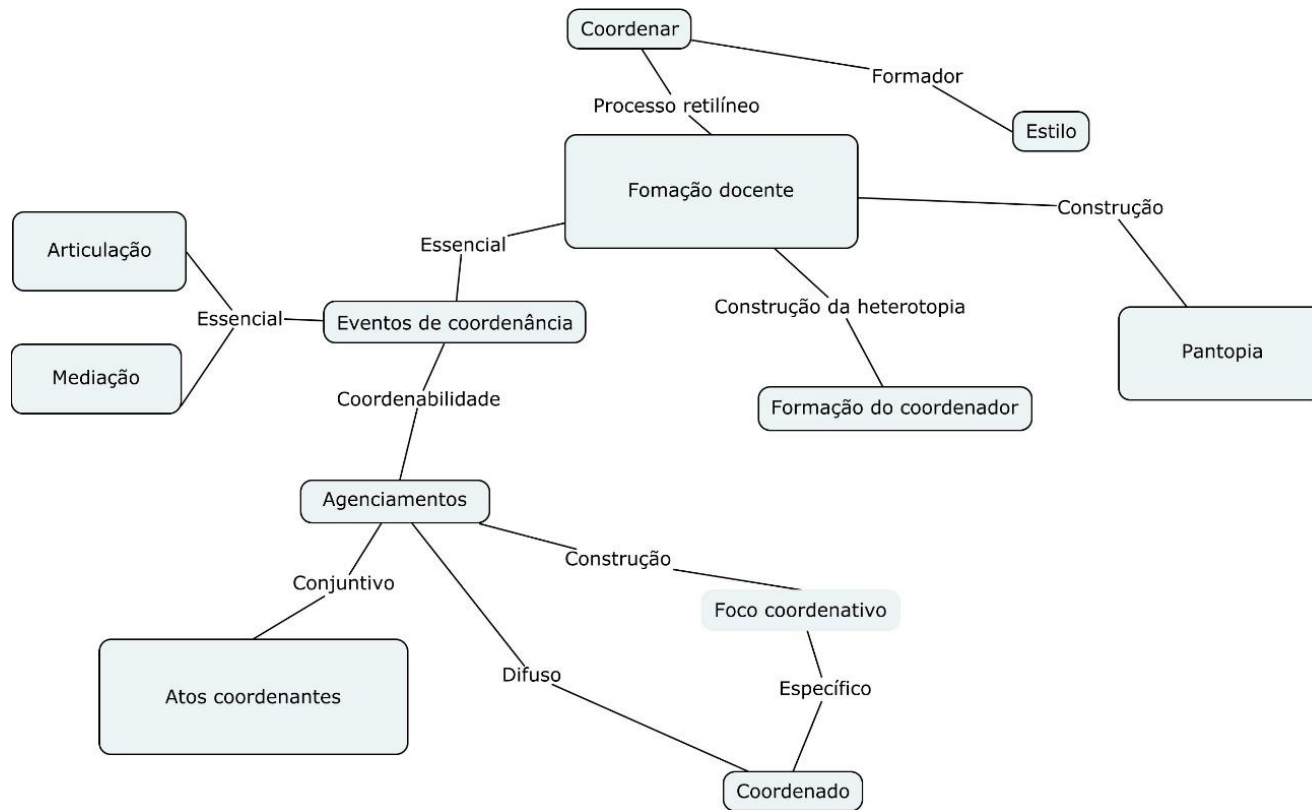 Coordenar
Formador
Processo retilíneo
Estilo
Fomação docente
Construção
Essencial
Articulação
Construção da heterotopia
Essencial
Eventos de coordenância
Pantopia
Mediação
Coordenabilidade
Formação do coordenador
Agenciamentos
Construção
Conjuntivo
Foco coordenativo
Difuso
Específico
Atos coordenantes
Coordenado